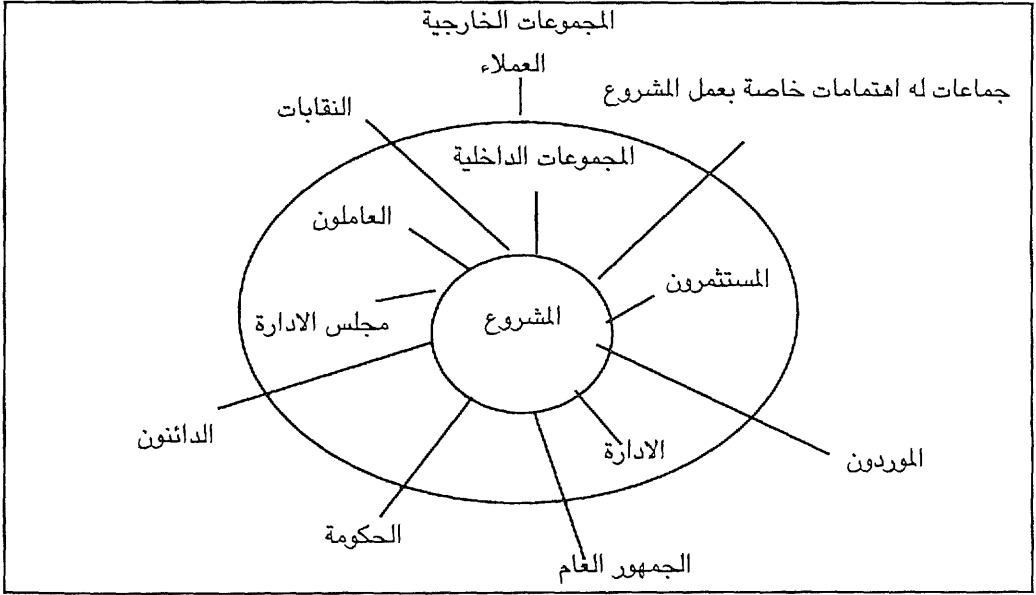 المجموعات الخارجية
العملاء
جماعات له اهتمامات خاصة بعمل المشروع
النقابات
المجموعات الداخلية
العاملون
المستثمرون
المشروع
مجلس الادارة
الدائنون
الادارة
الموردون
الحكومة
الجمهور الغام